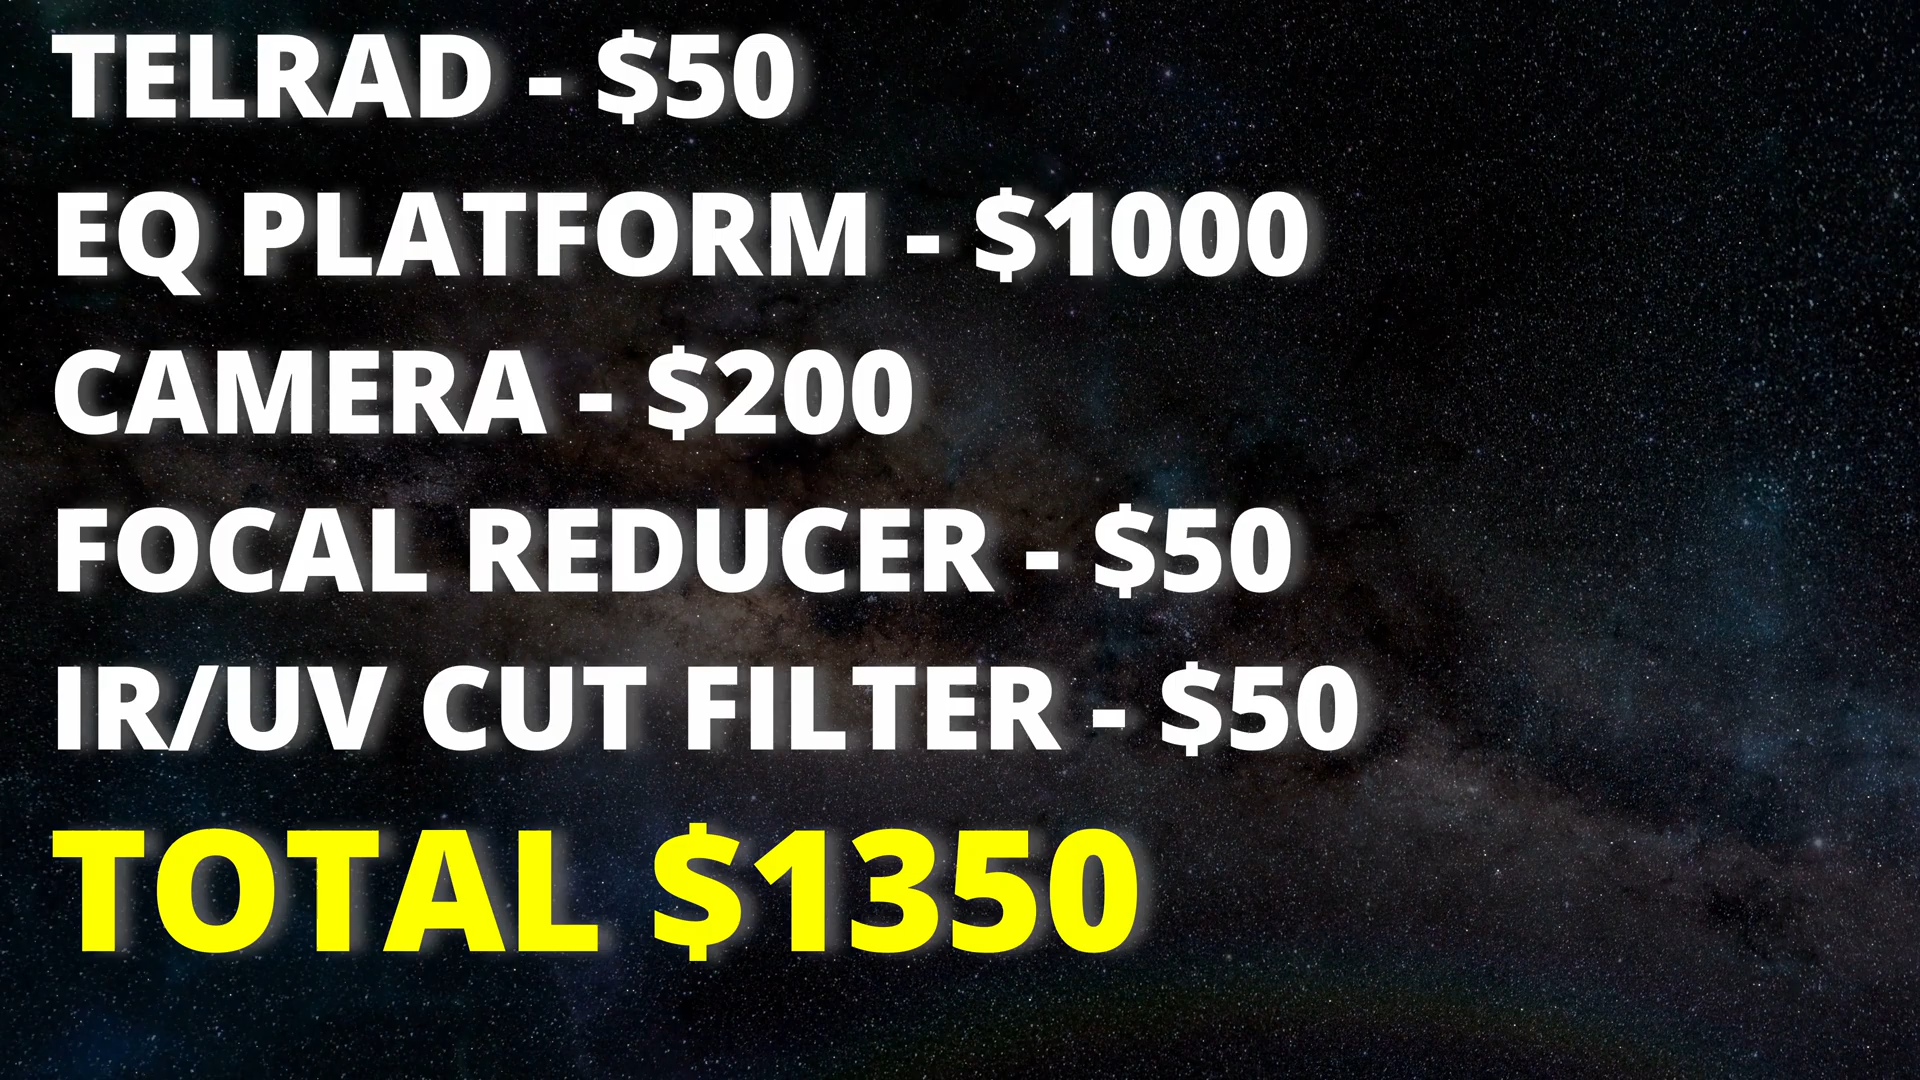 TELRAD - $50
EQ PLATFORM - $1000
CAMERA - $200
FOCAL REDUCER - $50
IR/UV CUT FILTER - $50
TOTAL $1350